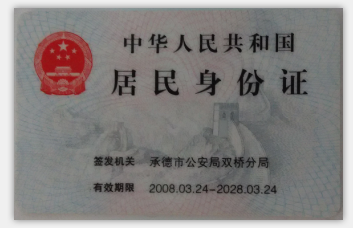 中华人民共和国
居民身份证
签发机关 承德市公安局双桥分局
有效期限 2008.03.24-2028.03.24